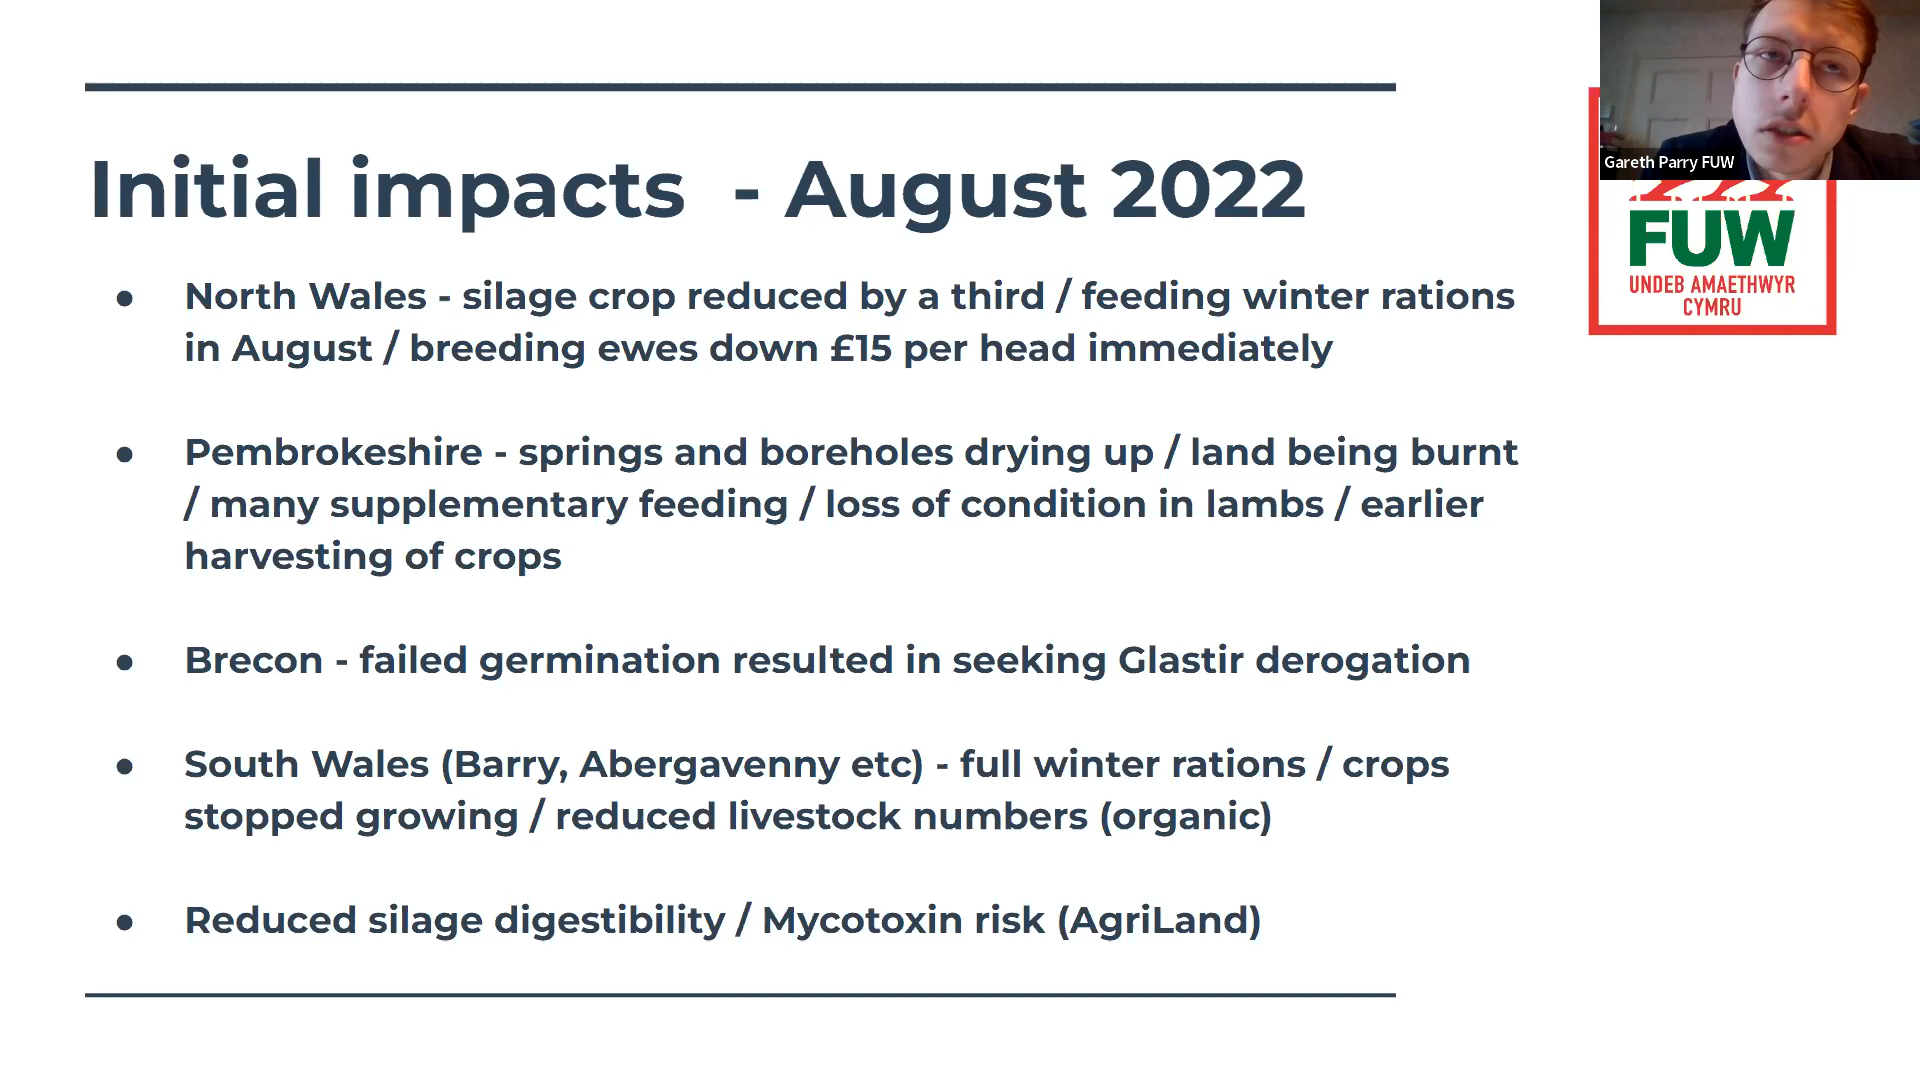 Initial impacts  - August 2022
● North Wales - silage crop reduced by a third / feeding winter rations
in August / breeding ewes down £15 per head immediately
● Pembrokeshire - springs and boreholes drying up / land being burnt
/ many supplementary feeding / loss of condition in lambs / earlier
harvesting of crops
● Brecon - failed germination resulted in seeking Glastir derogation
● South Wales (Barry, Abergavenny etc) - full winter rations / crops
stopped growing / reduced livestock numbers (organic)
● Reduced silage digestibility / Mycotoxin risk (AgriLand)
Gareth Parry FUW
FUW
UNDEB AMAETHWYR
CYMRU